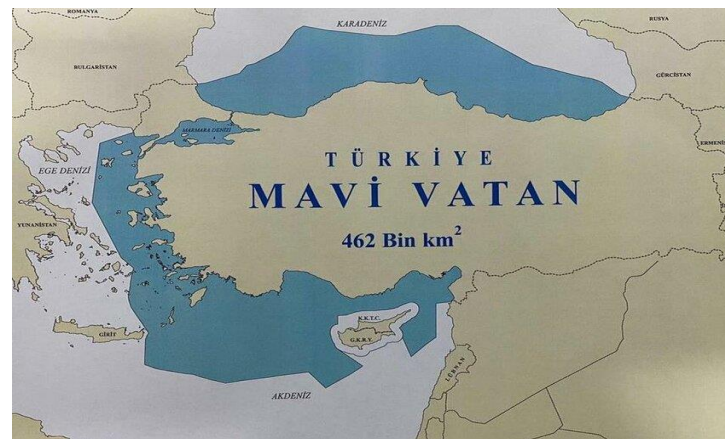 ROMANYA
KARADENİZ
RUSYA
BULGARİSTAN
GÜRCİSTAN
MARMARA DENİZİ
ERMENİ
EGE DENİZİ
TÜRKİYE
MAVİ VATAN
462 Bin km²
YUNANİSTAN
K.K.T.C.
GİRİT
G.K.R.Y.
LÜBNAN
AKDENİZ